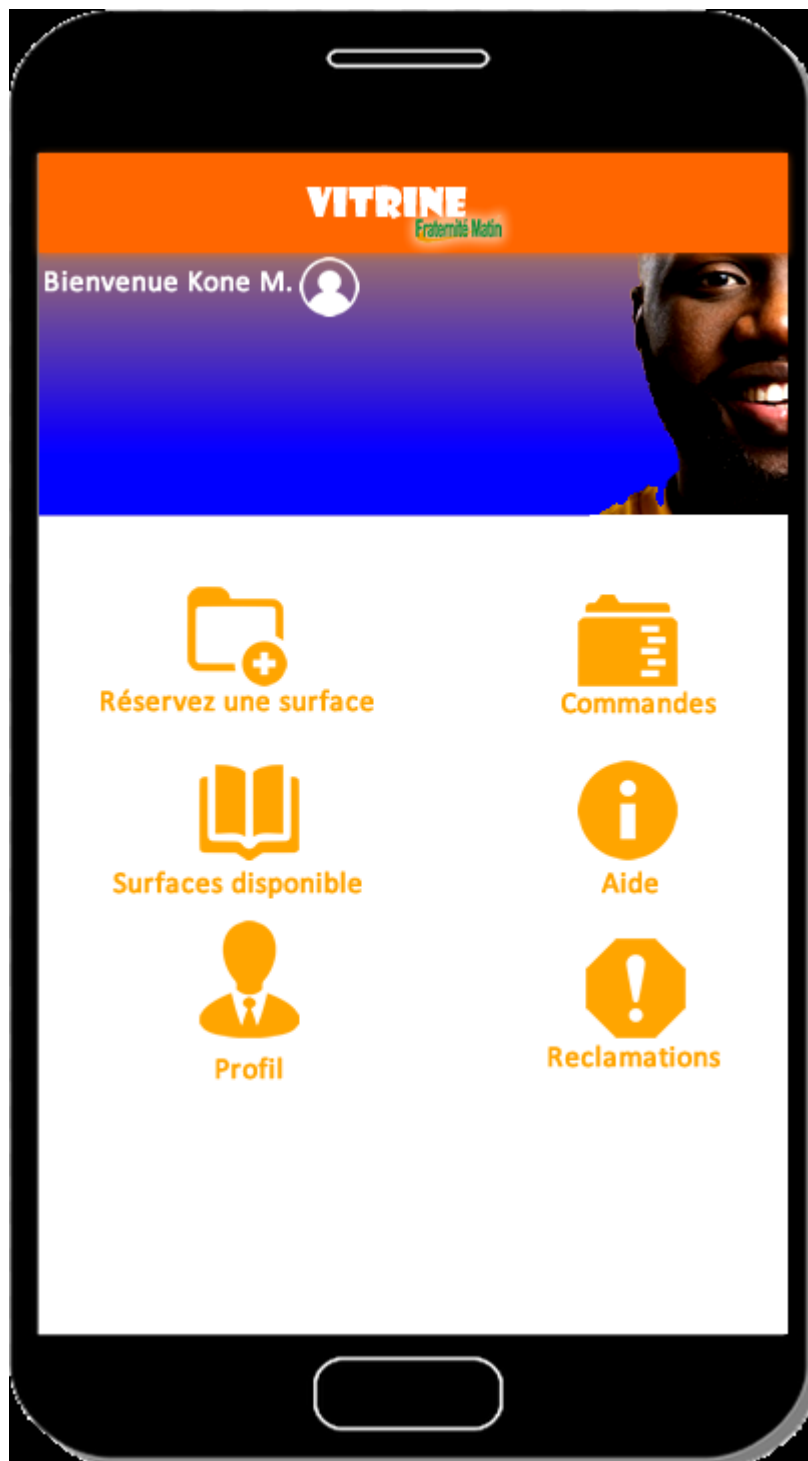 VITRINE
Fraternité Matin
Bienvenue Kone M.
Réservez une surface
Commandes
Surfaces disponible
Aide
Profil
Reclamations